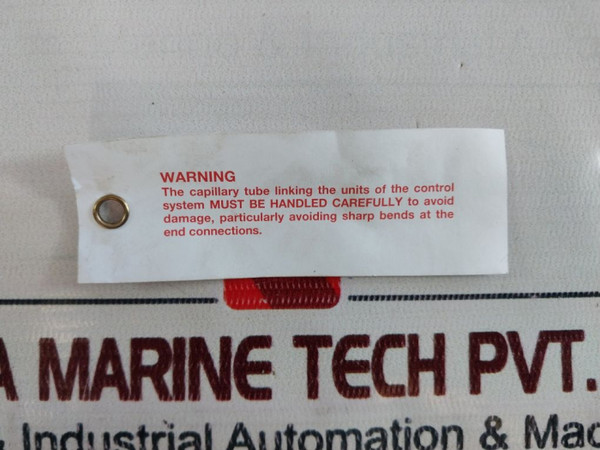 WARNING
The capillary tube linking the units of the control
system MUST BE HANDLED CAREFULLY to avoid
damage, particularly avoiding sharp bends at the
end connections.
A MARINE TECH PVT.
& Industrial Automation & Mac